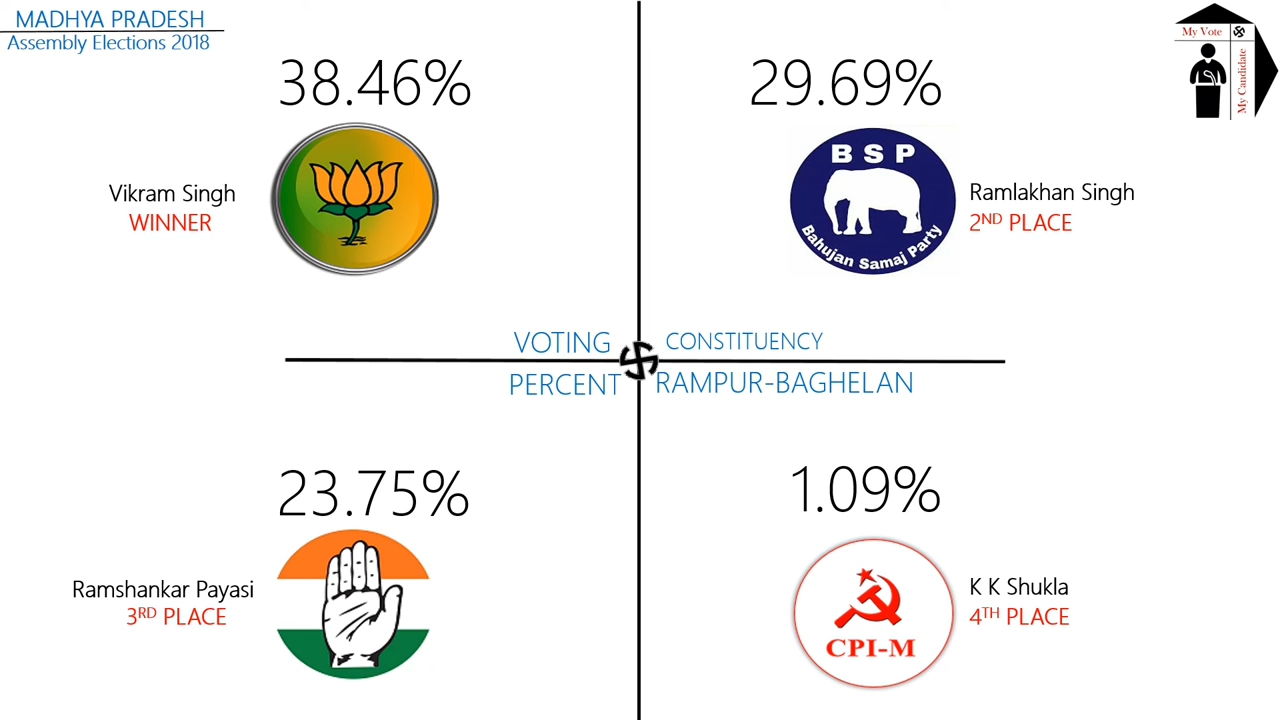 MADHYA PRADESH
Assembly Elections 2018
My Vote
My Candidate
38.46%
Vikram Singh
WINNER
29.69%
BSP
Bahujan Samaj Party
Ramlakhan Singh
2ND PLACE
VOTING
PERCENT
CONSTITUENCY
RAMPUR-BAGHELAN
23.75%
Ramshankar Payasi
3RD PLACE
1.09%
CPI-M
K K Shukla
4TH PLACE